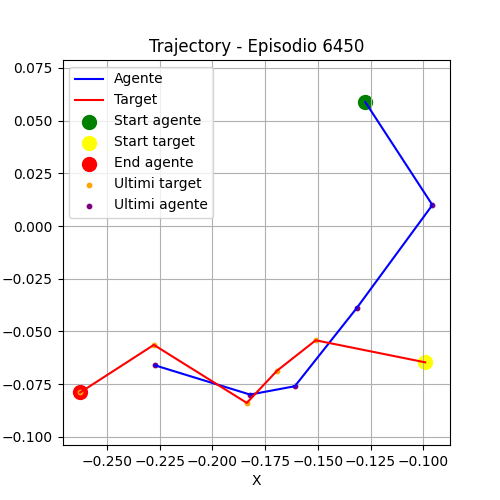 Trajectory - Episodio 6450
Agente
Target
Start agente
Start target
End agente
Ultimi target
Ultimi agente
0.075
0.050
0.025
0.000
−0.025
−0.050
−0.075
−0.100
−0.250
−0.225
−0.200
−0.175
−0.150
−0.125
−0.100
X